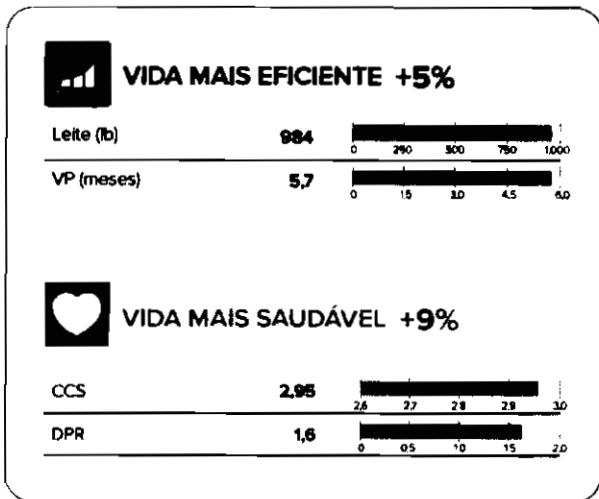 VIDA MAIS EFICIENTE +5%
Leite (lb) 984
0 250 500 750 1.000
VP (meses) 5,7
0 1,5 3,0 4,5 6,0
VIDA MAIS SAUDÁVEL +9%
CCS 2,95
2,6 2,7 2,8 2,9 3,0
DPR 1,6
0 0,5 1,0 1,5 2,0